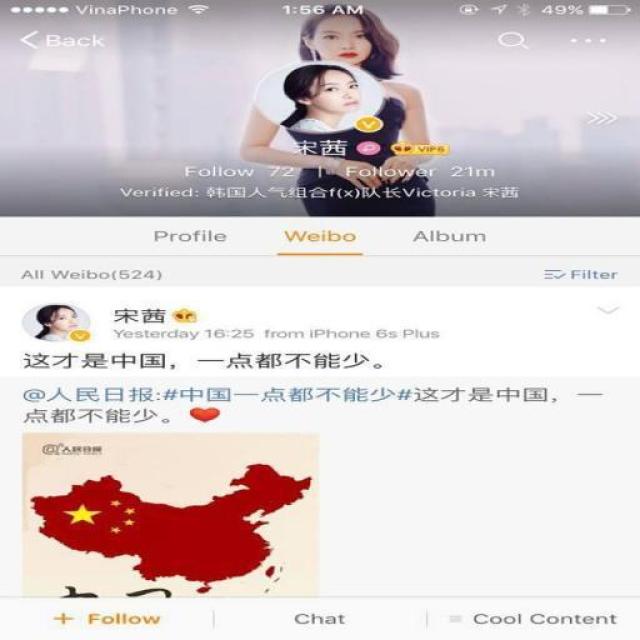 VinaPhone 1:56 AM 49%
Back
宋茜 VIP6
Follow 72 | Follower 21m
Verified: 韩国人气组合f(x)队长Victoria 宋茜
Profile Weibo Album
All Weibo(524) Filter
宋茜
Yesterday 16:25 from iPhone 6s Plus
这才是中国，一点都不能少。
@人民日报:#中国一点都不能少#这才是中国，一
点都不能少。
@人民日报
+ Follow Chat Cool Content